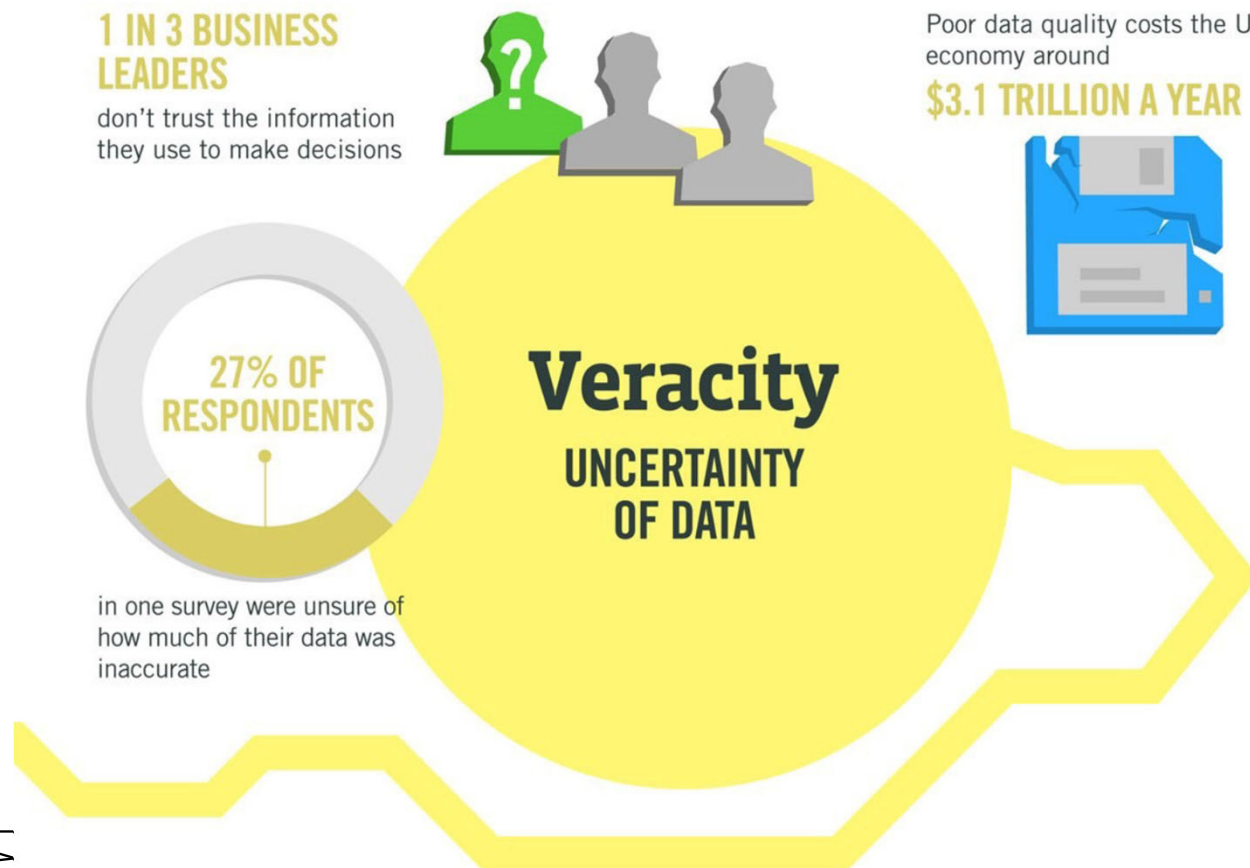 1 IN 3 BUSINESS
LEADERS
don't trust the information
they use to make decisions
?
Poor data quality costs the U
economy around
$3.1 TRILLION A YEAR
27% OF
RESPONDENTS
in one survey were unsure of
how much of their data was
inaccurate
Veracity
UNCERTAINTY
OF DATA